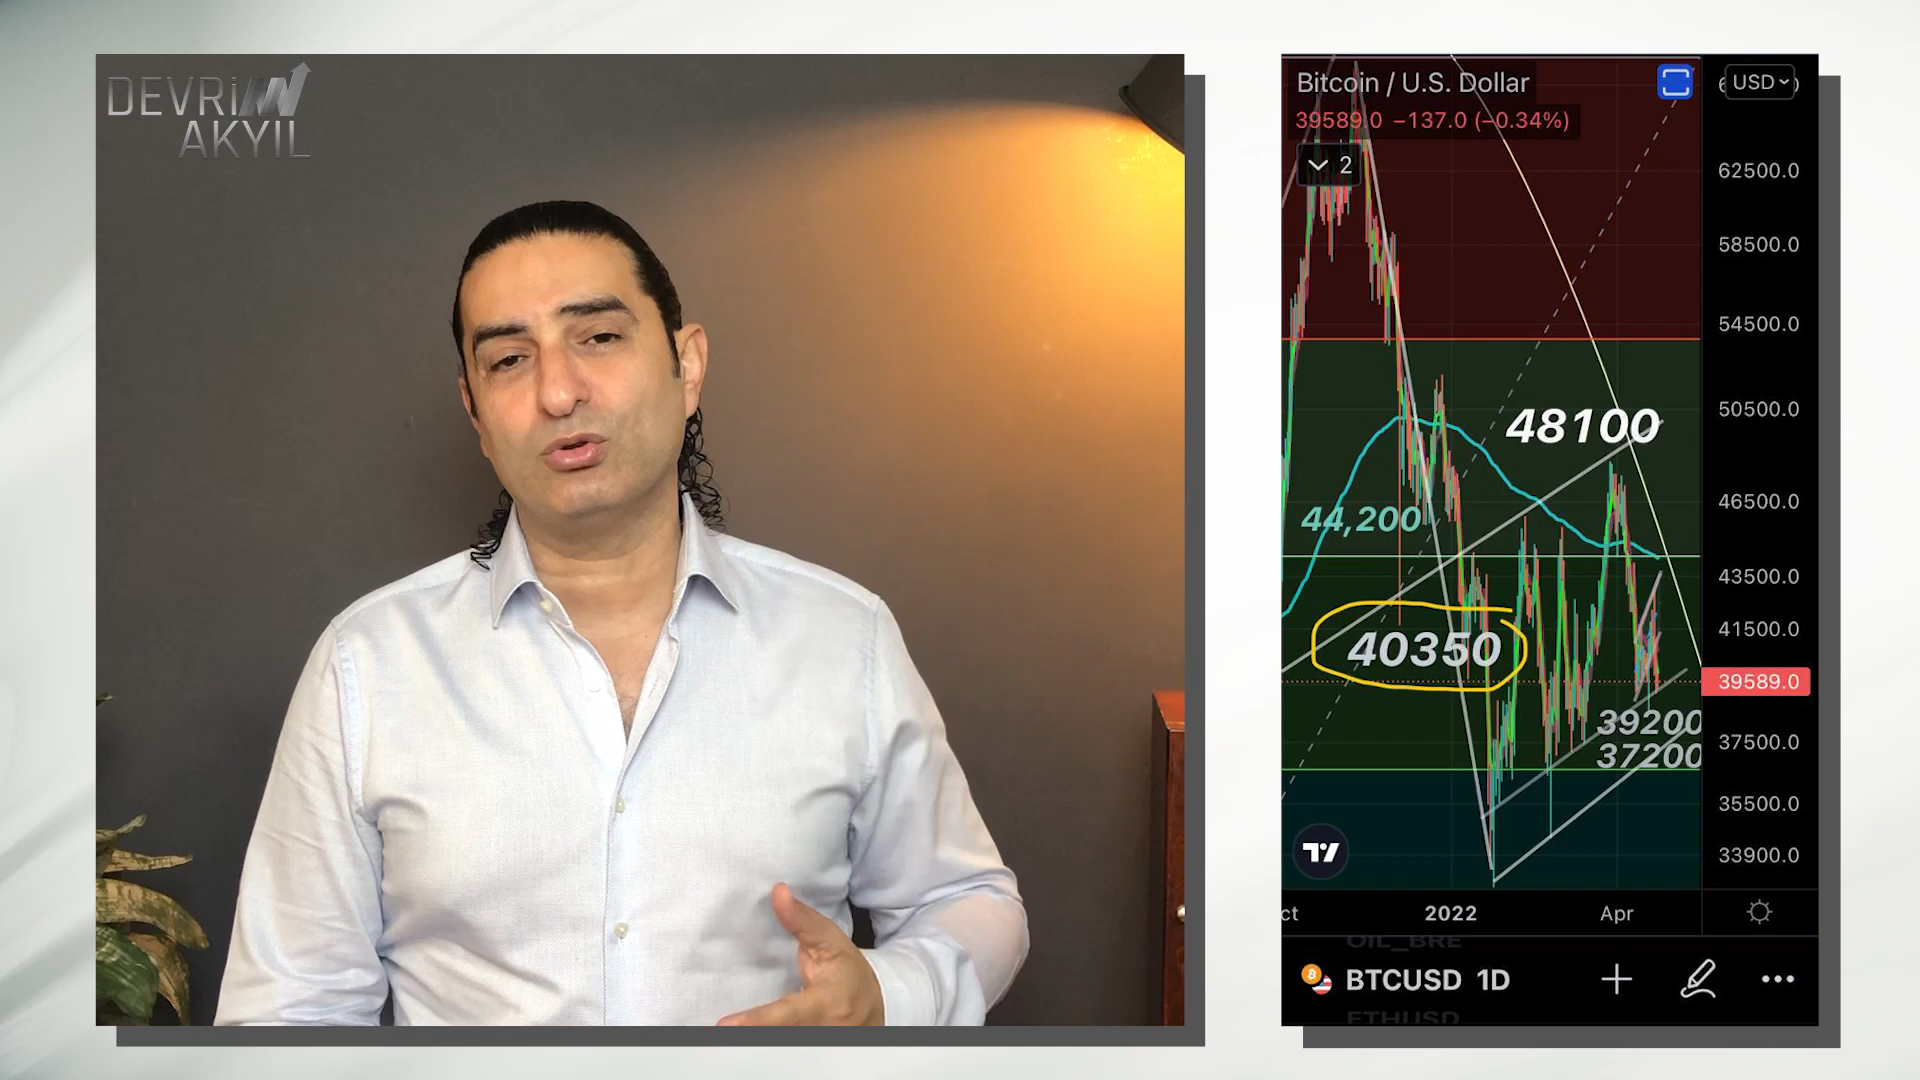 DEVRiM
AKYIL
Bitcoin / U.S. Dollar
USD
39589.0 −137.0 (−0.34%)
2
62500.0
58500.0
54500.0
48100
50500.0
44,200
46500.0
43500.0
40350
41500.0
39589.0
39200
37200
37500.0
35500.0
33900.0
2022
Apr
OIL_BRE
BTCUSD 1D
ETHUSD